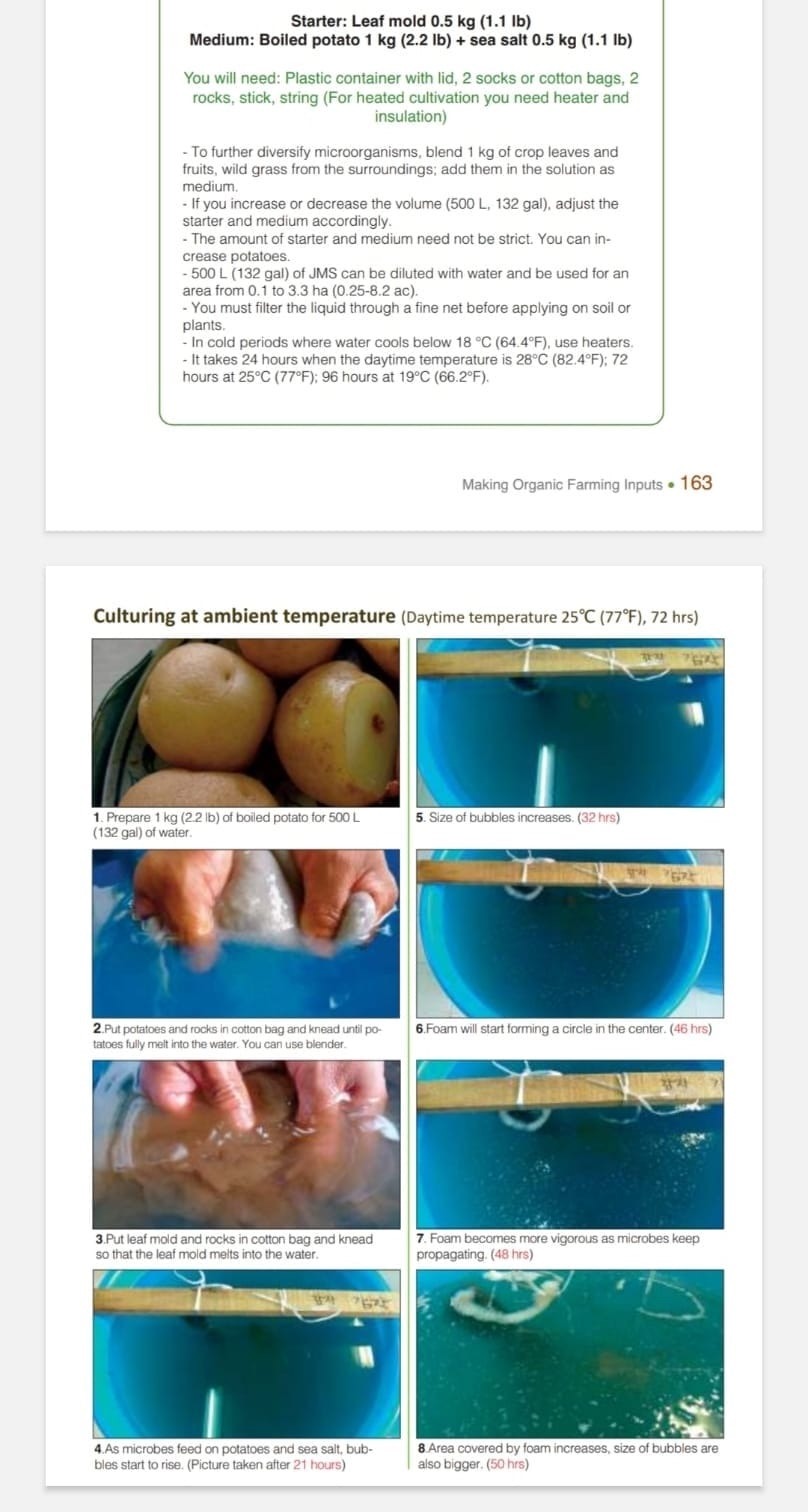 Starter: Leaf mold 0.5 kg (1.1 lb)
Medium: Boiled potato 1 kg (2.2 lb) + sea salt 0.5 kg (1.1 lb)
You will need: Plastic container with lid, 2 socks or cotton bags, 2
rocks, stick, string (For heated cultivation you need heater and
insulation)
- To further diversify microorganisms, blend 1 kg of crop leaves and
fruits, wild grass from the surroundings; add them in the solution as
medium.
- If you increase or decrease the volume (500 L, 132 gal), adjust the
starter and medium accordingly.
- The amount of starter and medium need not be strict. You can in-
crease potatoes.
- 500 L (132 gal) of JMS can be diluted with water and be used for an
area from 0.1 to 3.3 ha (0.25-8.2 ac).
- You must filter the liquid through a fine net before applying on soil or
plants.
- In cold periods where water cools below 18 °C (64.4°F), use heaters.
- It takes 24 hours when the daytime temperature is 28°C (82.4°F); 72
hours at 25°C (77°F); 96 hours at 19°C (66.2°F).
Making Organic Farming Inputs • 163
Culturing at ambient temperature (Daytime temperature 25℃ (77℉), 72 hrs)
1. Prepare 1 kg (2.2 lb) of boiled potato for 500 L
(132 gal) of water.
2.Put potatoes and rocks in cotton bag and knead until po-
tatoes fully melt into the water. You can use blender.
3.Put leaf mold and rocks in cotton bag and knead
so that the leaf mold melts into the water.
4.As microbes feed on potatoes and sea salt, bub-
bles start to rise. (Picture taken after 21 hours)
5. Size of bubbles increases. (32 hrs)
6.Foam will start forming a circle in the center. (46 hrs)
7. Foam becomes more vigorous as microbes keep
propagating. (48 hrs)
8.Area covered by foam increases, size of bubbles are
also bigger. (50 hrs)